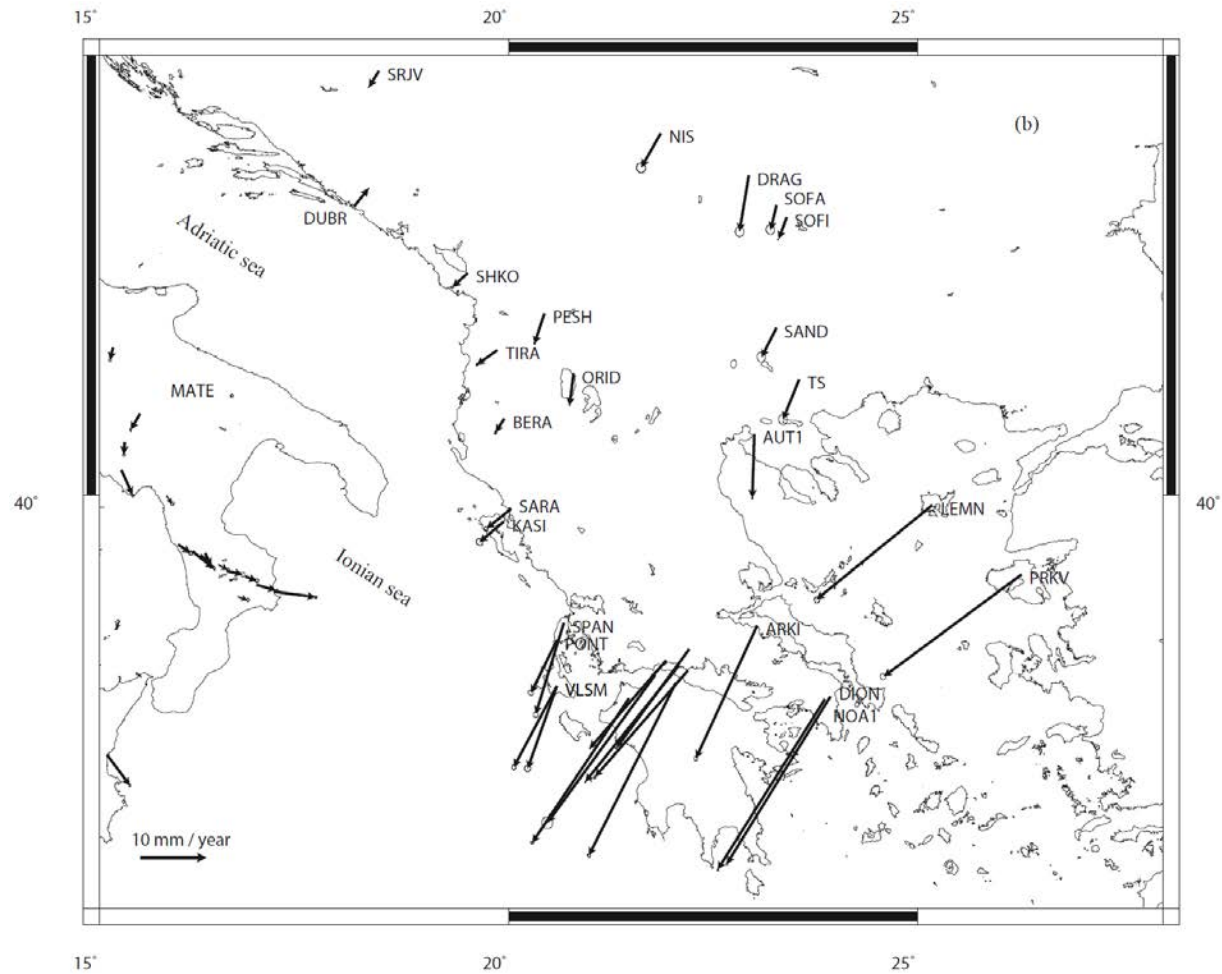 15°
20°
25°
SRJV
(b)
NIS
DRAG
SOFA
SOFI
DUBR
Adriatic sea
SHKO
PESH
SAND
TIRA
ORID
TS
MATE
BERA
AUT1
40°
40°
SARA
LEMN
KASI
Ionian sea
PRKV
SPAN
ARKI
PONT
VLSM
DION
NOA1
10 mm / year
15°
20°
25°